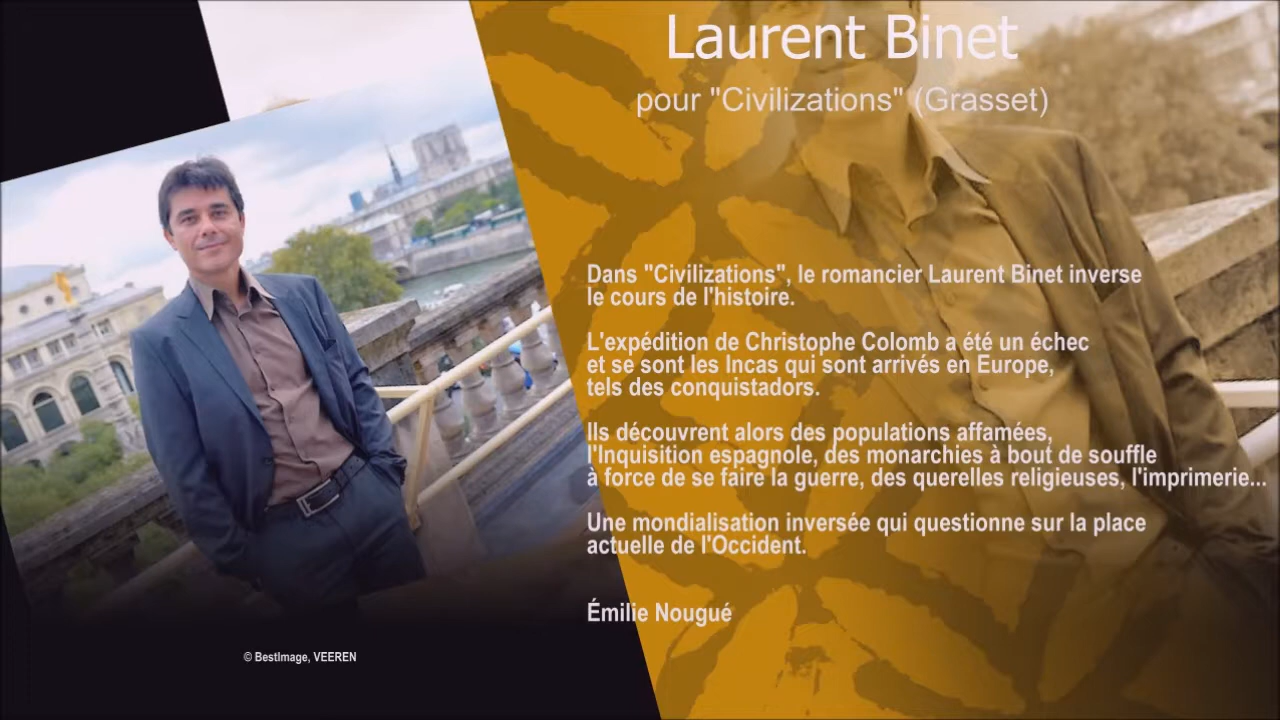 Laurent Binet
pour "Civilizations" (Grasset)
Dans "Civilizations", le romancier Laurent Binet inverse
le cours de l'histoire.
L'expédition de Christophe Colomb a été un échec
et se sont les Incas qui sont arrivés en Europe,
tels des conquistadors.
Ils découvrent alors des populations affamées,
l'Inquisition espagnole, des monarchies à bout de souffle
à force de se faire la guerre, des querelles religieuses, l'imprimerie...
Une mondialisation inversée qui questionne sur la place
actuelle de l'Occident.
Émilie Nougué
© BestImage, VEEREN